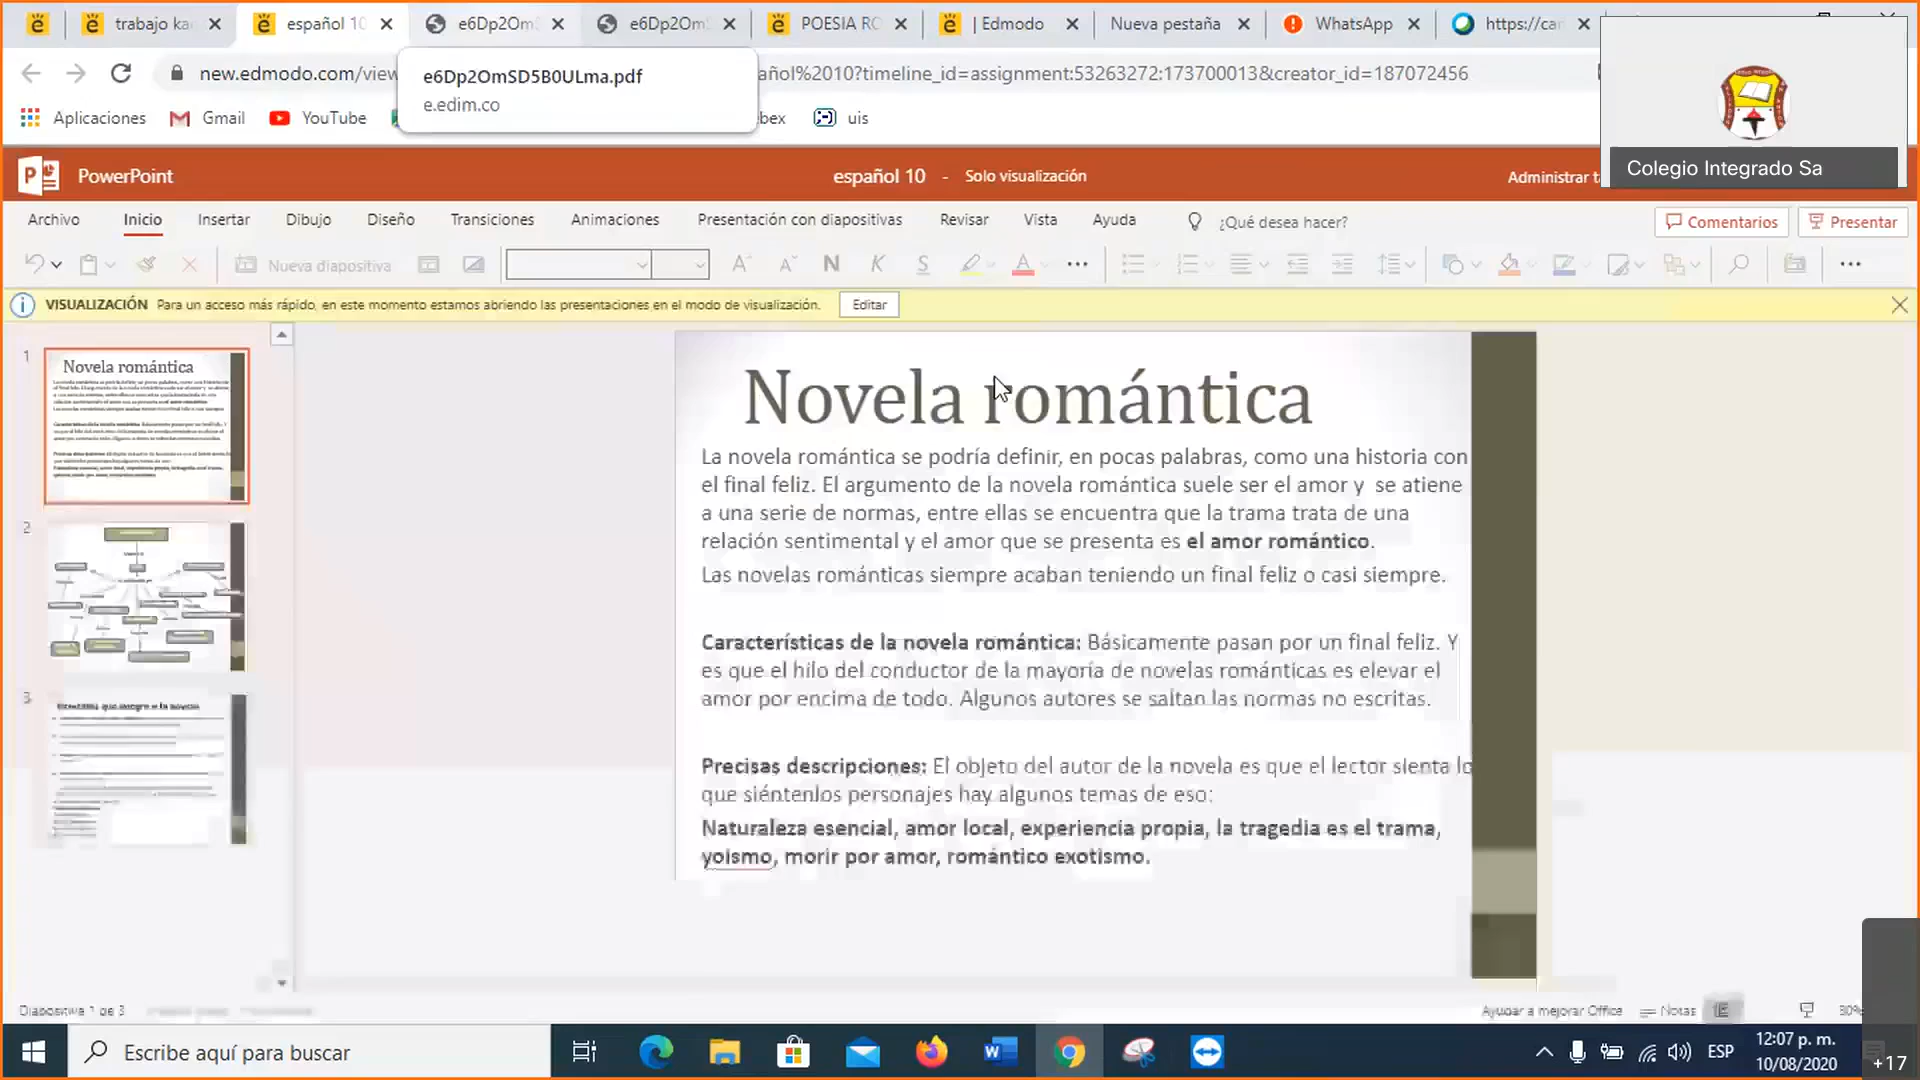 trabajo ka
español 10
e6Dp2Om
e6Dp2Om
POESIA RO
| Edmodo
Nueva pestaña
WhatsApp
https://car
new.edmodo.com/view
añol%2010?timeline_id=assignment:53263272:173700013&creator_id=187072456
e6Dp2OmSD5B0ULma.pdf
e.edim.co
Aplicaciones
Gmail
YouTube
bex
uis
Colegio Integrado Sa
PowerPoint
español 10 - Solo visualización
Administrar t
Archivo Inicio Insertar Dibujo Diseño Transiciones Animaciones Presentación con diapositivas Revisar Vista Ayuda ¿Qué desea hacer?
Comentarios
Presentar
Nueva diapositiva
N K S
VISUALIZACIÓN Para un acceso más rápido, en este momento estamos abriendo las presentaciones en el modo de visualización.
Editar
1
Novela romántica
2
3
Novela romántica
La novela romántica se podría definir, en pocas palabras, como una historia con
el final feliz. El argumento de la novela romántica suele ser el amor y se atiene
a una serie de normas, entre ellas se encuentra que la trama trata de una
relación sentimental y el amor que se presenta es el amor romántico.
Las novelas románticas siempre acaban teniendo un final feliz o casi siempre.
Características de la novela romántica: Básicamente pasan por un final feliz. Y
es que el hilo del conductor de la mayoría de novelas románticas es elevar el
amor por encima de todo. Algunos autores se saltan las normas no escritas.
Precisas descripciones: El objeto del autor de la novela es que el lector sienta lo
que siéntenlos personajes hay algunos temas de eso:
Naturaleza esencial, amor local, experiencia propia, la tragedia es el trama,
yoismo, morir por amor, romántico exotismo.
Diapositiva 1 de 3
Ayudar a mejorar Office
Notas
Escribe aquí para buscar
ESP
12:07 p. m.
10/08/2020
+17